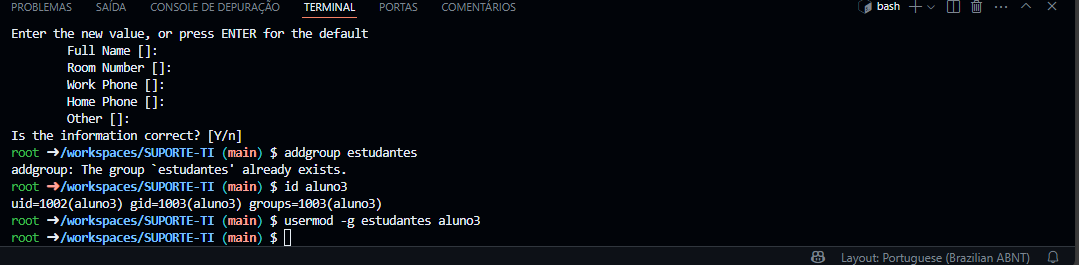 PROBLEMAS SAÍDA CONSOLE DE DEPURAÇÃO TERMINAL PORTAS COMENTÁRIOS bash
Enter the new value, or press ENTER for the default
Full Name []:
Room Number []:
Work Phone []:
Home Phone []:
Other []:
Is the information correct? [Y/n]
root ➜/workspaces/SUPORTE-TI (main) $ addgroup estudantes
addgroup: The group `estudantes' already exists.
root ➜/workspaces/SUPORTE-TI (main) $ id aluno3
uid=1002(aluno3) gid=1003(aluno3) groups=1003(aluno3)
root ➜/workspaces/SUPORTE-TI (main) $ usermod -g estudantes aluno3
root ➜/workspaces/SUPORTE-TI (main) $
Layout: Portuguese (Brazilian ABNT)